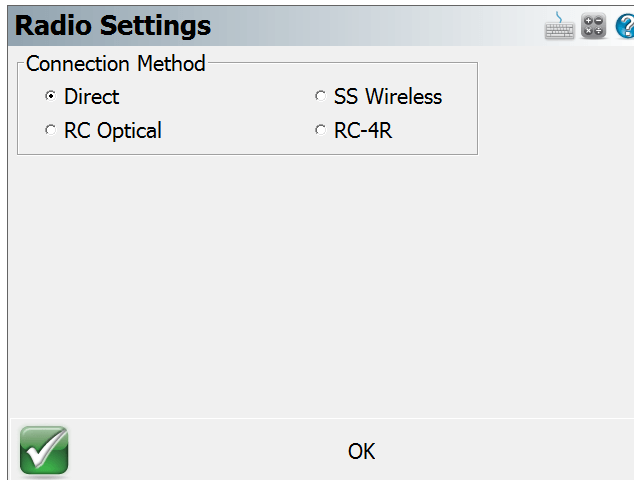 Radio Settings
Connection Method
Direct
SS Wireless
RC Optical
RC-4R
OK